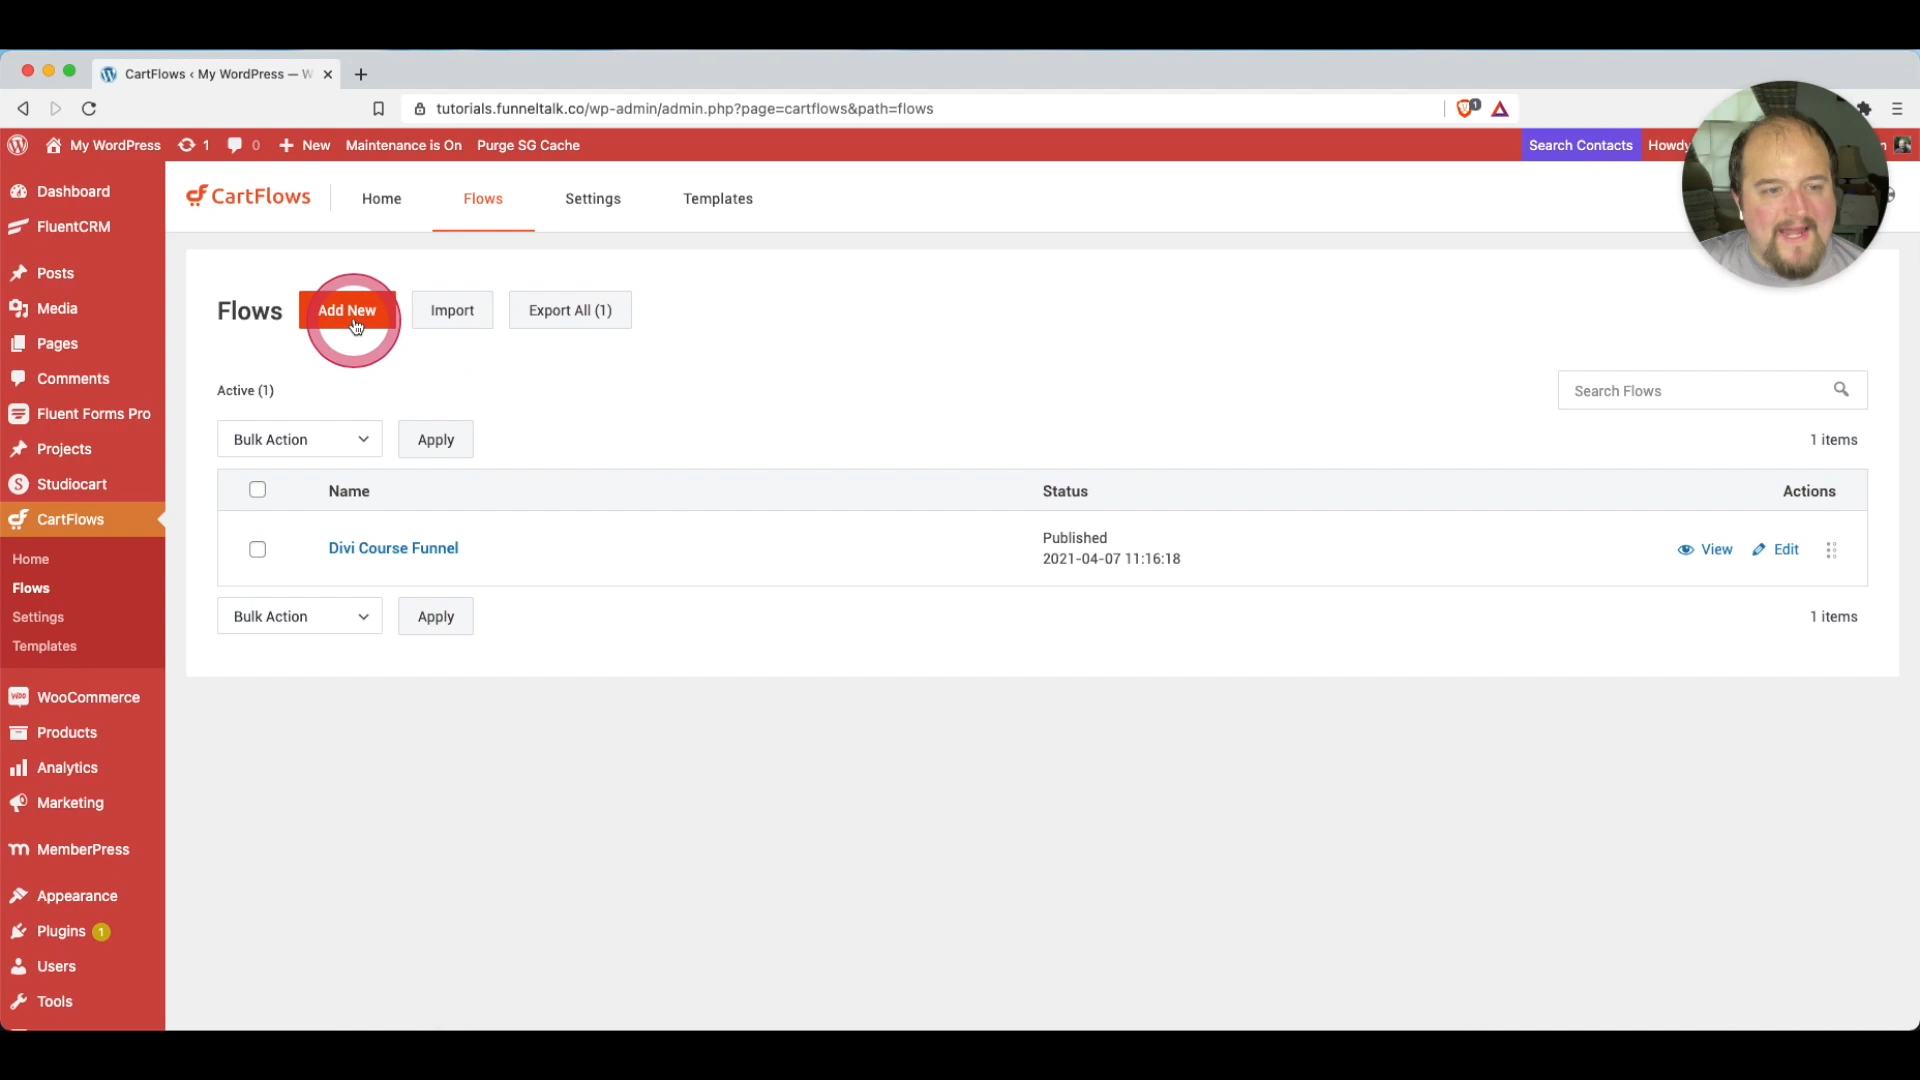 CartFlows ‹ My WordPress — W
tutorials.funneltalk.co/wp-admin/admin.php?page=cartflows&path=flows
1
My WordPress
1
0
New
Maintenance is On
Purge SG Cache
Search Contacts
Howdy
n
Dashboard
FluentCRM
Posts
Media
Pages
Comments
Fluent Forms Pro
Projects
Studiocart
CartFlows
Home
Flows
Settings
Templates
WooCommerce
Products
Analytics
Marketing
MemberPress
Appearance
Plugins 1
Users
Tools
CartFlows
Home
Flows
Settings
Templates
Flows
Add New
Import
Export All (1)
Active (1)
Search Flows
Bulk Action
Apply
1 items
Name
Status
Actions
Divi Course Funnel
Published
2021-04-07 11:16:18
View
Edit
Bulk Action
Apply
1 items